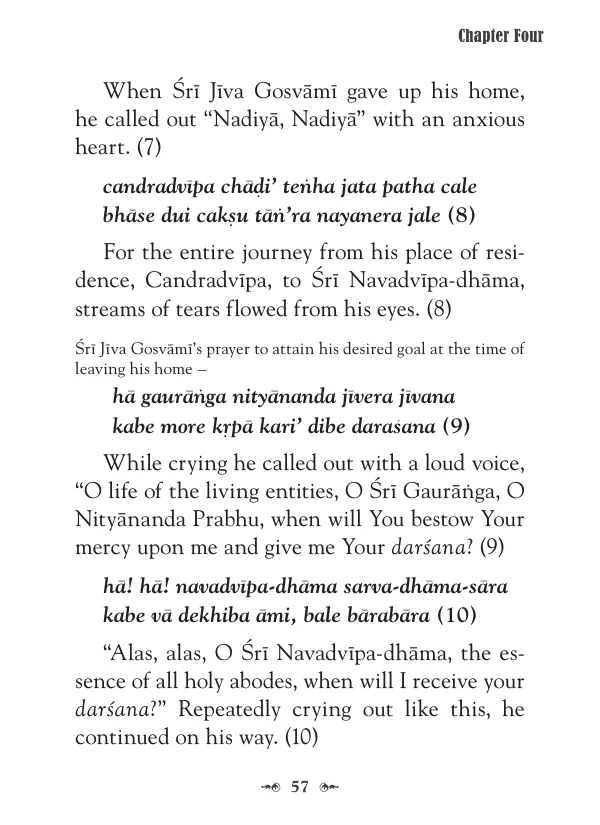 Chapter Four
When Śrī Jīva Gosvāmī gave up his home,
he called out “Nadiyā, Nadiyā” with an anxious
heart. (7)
candradvīpa chāḍi’ teṅha jata patha cale
bhāse dui cakṣu tāṅ’ra nayanera jale (8)
For the entire journey from his place of resi-
dence, Candradvīpa, to Śrī Navadvīpa-dhāma,
streams of tears flowed from his eyes. (8)
Śrī Jīva Gosvāmī’s prayer to attain his desired goal at the time of
leaving his home –
hā gaurāṅga nityānanda jīvera jīvana
kabe more kṛpā kari’ dibe daraśana (9)
While crying he called out with a loud voice,
“O life of the living entities, O Śrī Gaurāṅga, O
Nityānanda Prabhu, when will You bestow Your
mercy upon me and give me Your darśana? (9)
hā! hā! navadvīpa-dhāma sarva-dhāma-sāra
kabe vā dekhiba āmi, bale bārabāra (10)
“Alas, alas, O Śrī Navadvīpa-dhāma, the es-
sence of all holy abodes, when will I receive your
darśana?” Repeatedly crying out like this, he
continued on his way. (10)
57